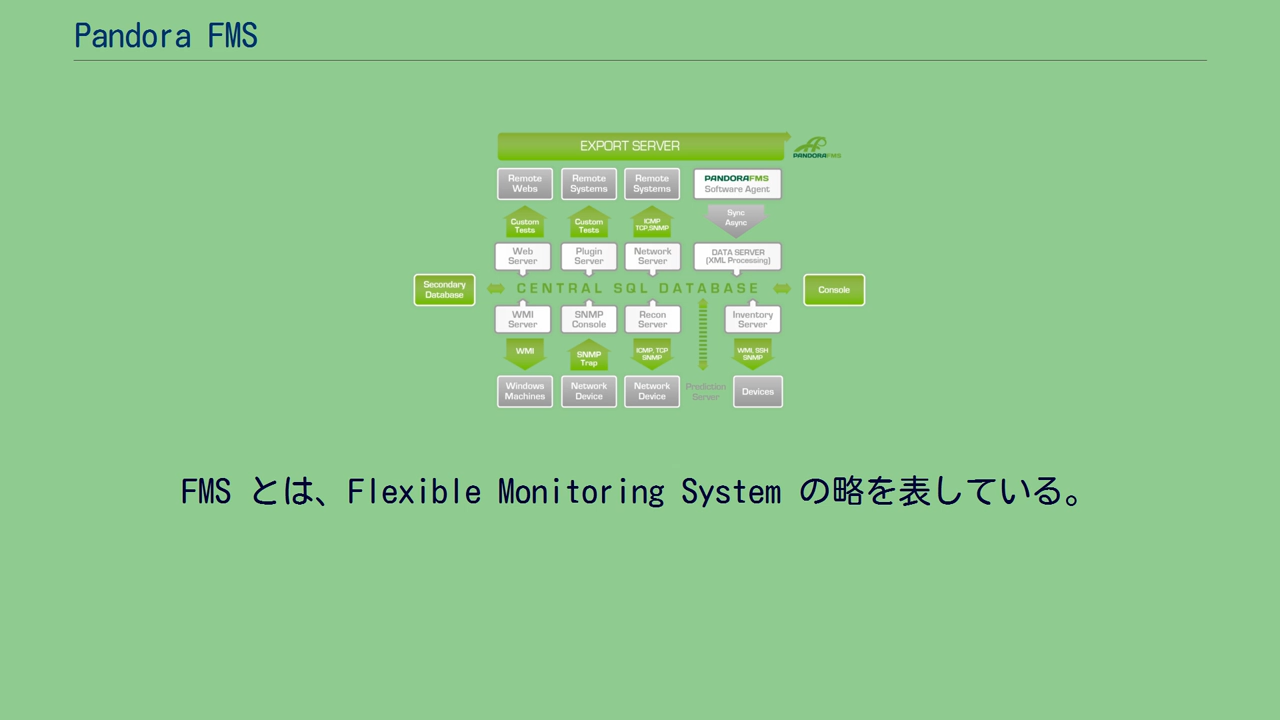 Pandora FMS
EXPORT SERVER
PANDORAFMS
Remote
Webs
Remote
Systems
Remote
Systems
PANDORAFMS
Software Agent
Custom
Tests
Custom
Tests
ICMP
TCP,SNMP
Sync
Async
Web
Server
Plugin
Server
Network
Server
DATA SERVER
(XML Processing)
Secondary
Database
CENTRAL SQL DATABASE
Console
WMI
Server
SNMP
Console
Recon
Server
Inventory
Server
WMI
SNMP
Trap
ICMP, TCP
SNMP
WMI, SSH
SNMP
Windows
Machines
Network
Device
Network
Device
Prediction
Server
Devices
FMS とは、Flexible Monitoring System の略を表している。